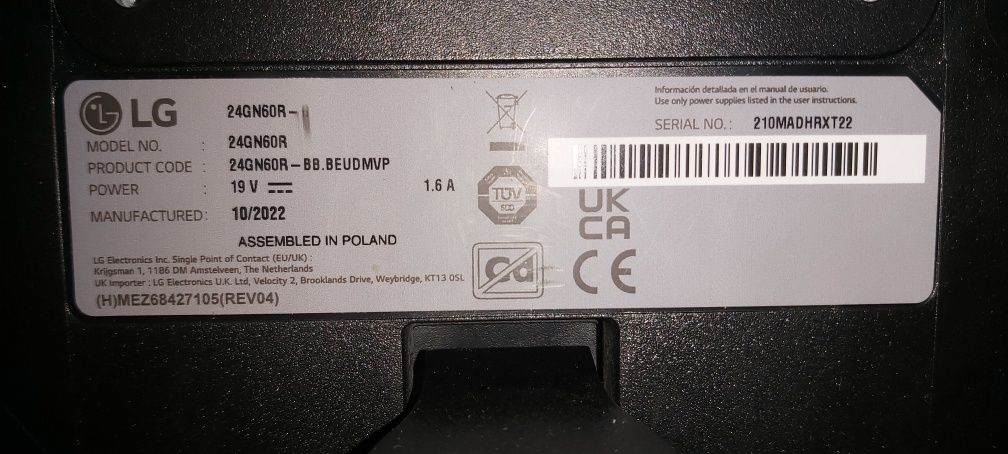 LG
24GN60R-
MODEL NO. : 24GN60R
PRODUCT CODE : 24GN60R-BB.BEUDMVP
POWER : 19 V 1.6 A
MANUFACTURED: 10/2022
ASSEMBLED IN POLAND
LG Electronics Inc. Single Point of Contact (EU/UK) :
Krijgsman 1, 1186 DM Amstelveen, The Netherlands
UK Importer : LG Electronics U.K. Ltd, Velocity 2, Brooklands Drive, Weybridge, KT13 0SL
(H)MEZ68427105(REV04)
TÜV
SÜD
Cd
Información detallada en el manual de usuario.
Use only power supplies listed in the user instructions.
SERIAL NO.: 210MADHRXT22
UK
CA
CE